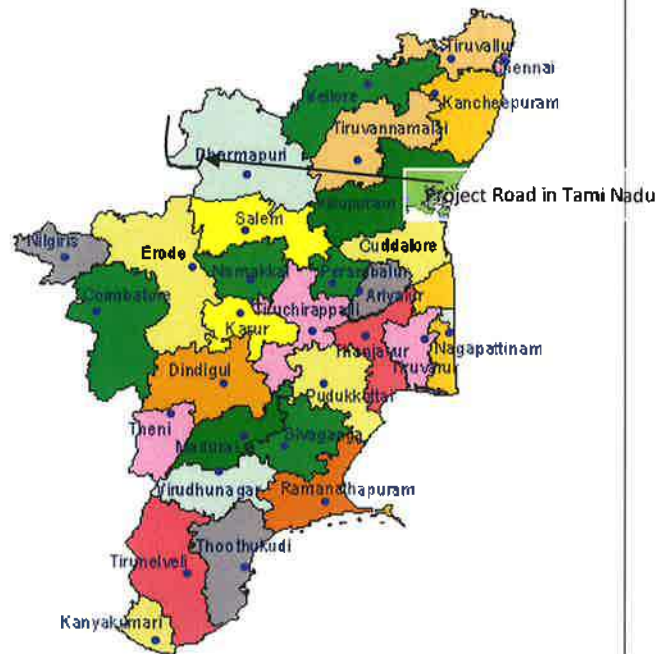 Tiruvallur
Chennai
Vellore
Kancheepuram
Tiruvannamalai
Dharmapuri
Project Road in Tami Nadu
Villupuram
Salem
Cuddalore
Nilgiris
Erode
Namakkal
Perambalur
Coimbatore
Ariyalur
Tiruchirappalli
Karur
Thanjavur
Nagapattinam
Dindigul
Tiruvarur
Pudukkottai
Theni
Madurai
Sivaganga
Virudhunagar
Ramanathapuram
Thoothukudi
Tirunelveli
Kanyakumari